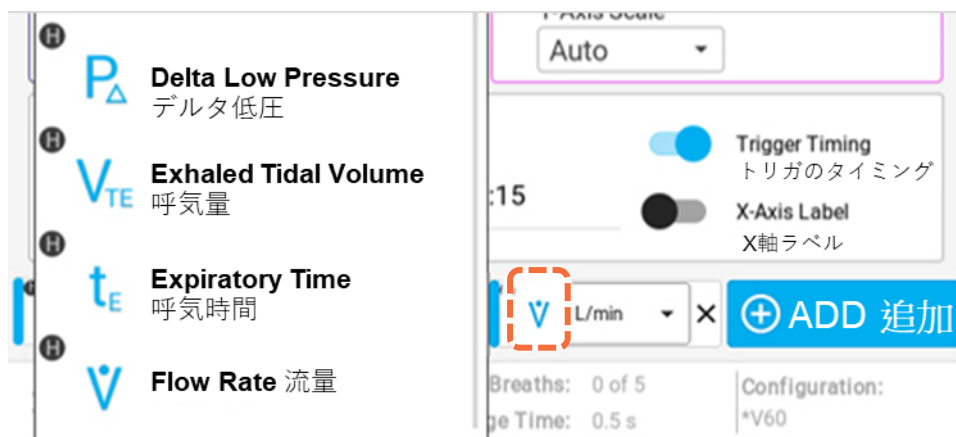 H
PΔ
Delta Low Pressure
デルタ低圧
H
VTE
Exhaled Tidal Volume
呼気量
H
tE
Expiratory Time
呼気時間
H
V̇
Flow Rate 流量
Auto
Trigger Timing
トリガのタイミング
:15
X-Axis Label
X軸ラベル
V̇ L/min × ADD 追加
Breaths: 0 of 5
Configuration:
ge Time: 0.5 s
*V60